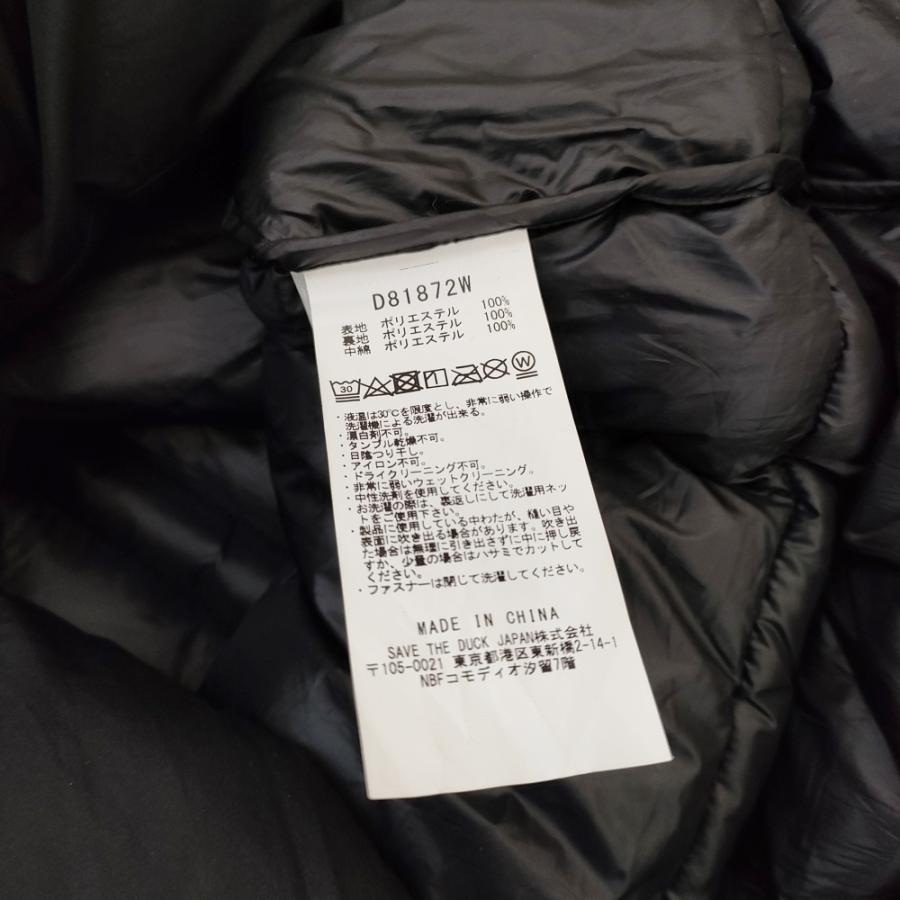 D81872W
表地 ポリエステル 100%
裏地 ポリエステル 100%
中綿 ポリエステル 100%
30 W
・液温は30℃を限度とし、非常に弱い操作で
洗濯機による洗濯が出来る。
・漂白剤不可。
・タンブル乾燥不可。
・日陰つり干し。
・アイロン不可。
・ドライクリーニング不可。
・非常に弱いウェットクリーニング。
・中性洗剤を使用してください。
・お洗濯の際は、裏返しにして洗濯用ネッ
トをご使用下さい。
・製品に使用している中わたが、縫い目や
表面に吹き出る場合があります。吹き出
た場合は無理に引き出さずに中に押し戻
すか、少量の場合はハサミでカットして
ください。
・ファスナーは閉じて洗濯してください。
MADE IN CHINA
SAVE THE DUCK JAPAN株式会社
〒105-0021 東京都港区東新橋2-14-1
NBFコモディオ汐留7階